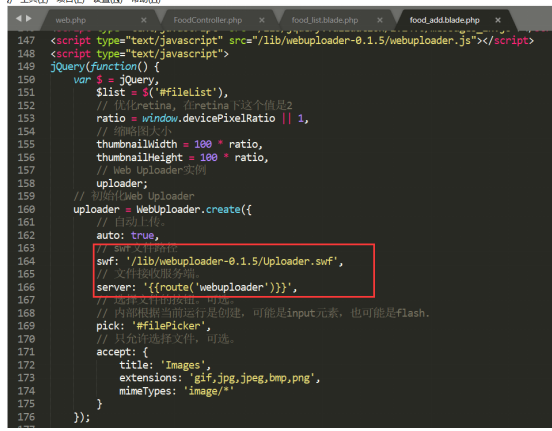 web.php × FoodController.php × food_list.blade.php × food_add.blade.php ×
147 <script type="text/javascript" src="/lib/webuploader-0.1.5/webuploader.js"></script>
148 <script type="text/javascript">
149 jQuery(function() {
150 var $ = jQuery,
151 $list = $('#fileList'),
152 // 优化retina, 在retina下这个值是2
153 ratio = window.devicePixelRatio || 1,
154 // 缩略图大小
155 thumbnailWidth = 100 * ratio,
156 thumbnailHeight = 100 * ratio,
157 // Web Uploader实例
158 uploader;
159 // 初始化Web Uploader
160 uploader = WebUploader.create({
161 // 自动上传。
162 auto: true,
163 // swf文件路径
164 swf: '/lib/webuploader-0.1.5/Uploader.swf',
165 // 文件接收服务端。
166 server: '{{route('webuploader')}}',
167 // 选择文件的按钮。可选。
168 // 内部根据当前运行是创建，可能是input元素，也可能是flash.
169 pick: '#filePicker',
170 // 只允许选择文件，可选。
171 accept: {
172 title: 'Images',
173 extensions: 'gif,jpg,jpeg,bmp,png',
174 mimeTypes: 'image/*'
175 }
176 });
177